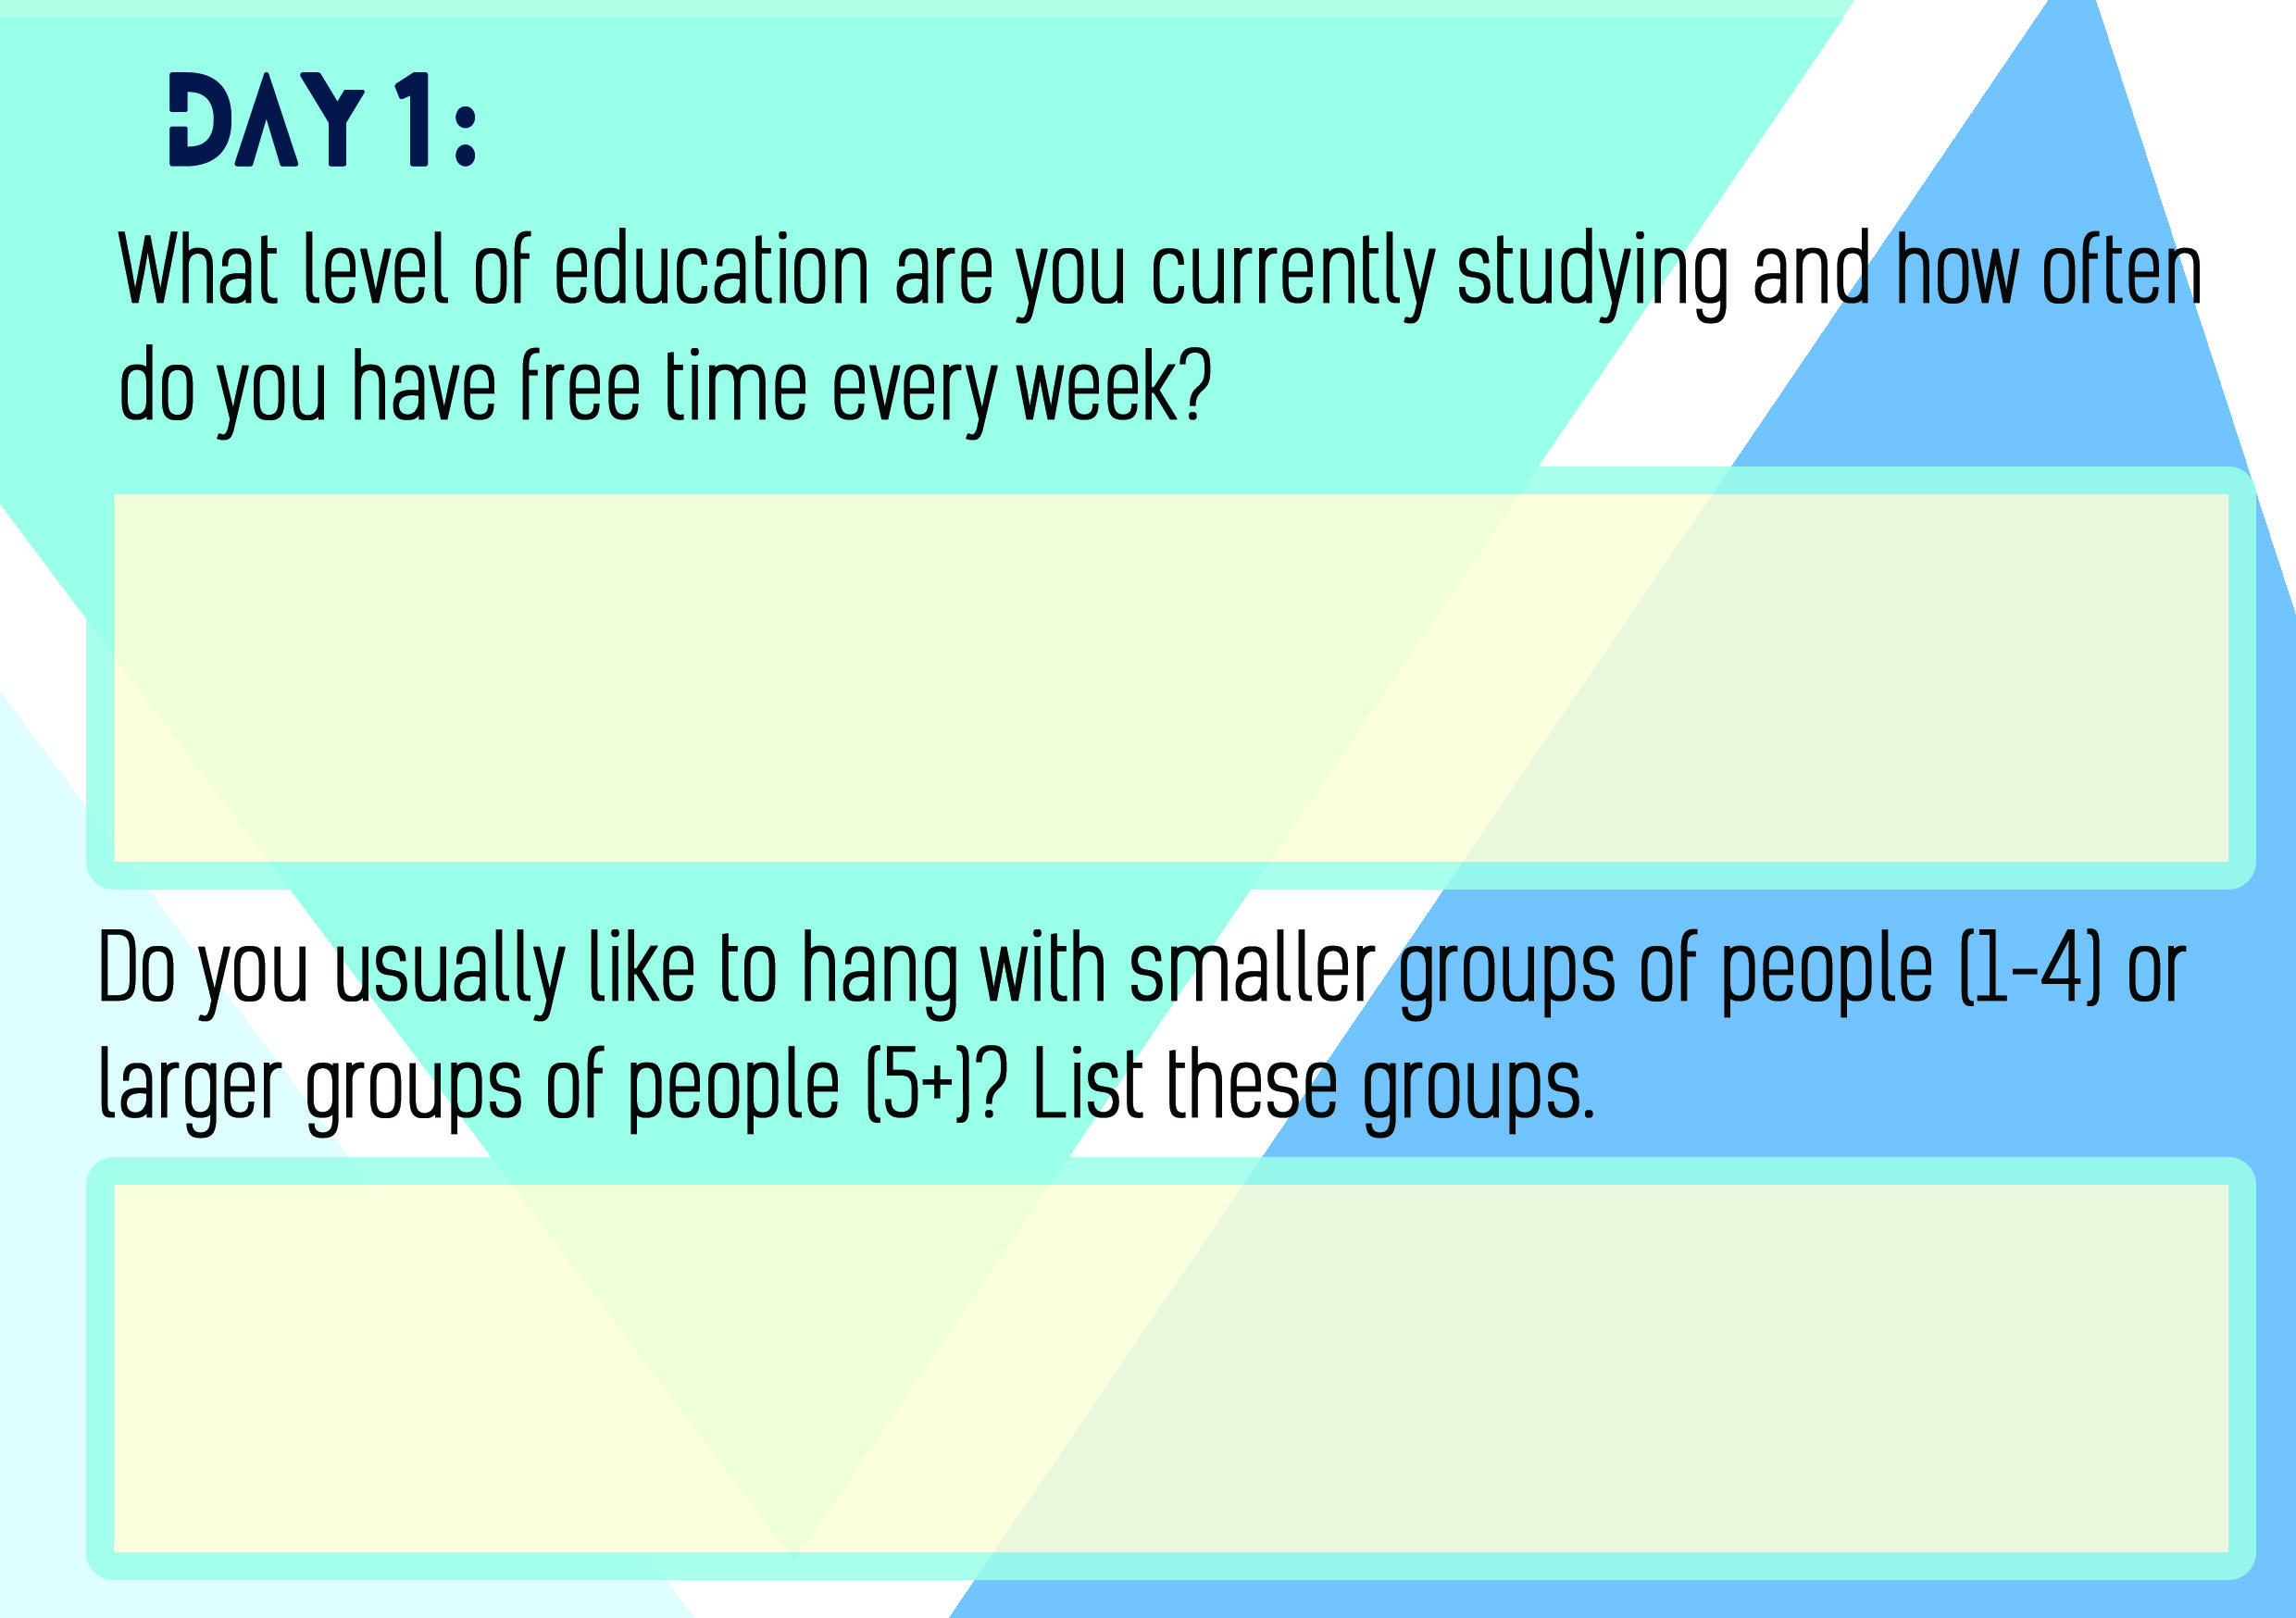 DAY 1:
What level of education are you currently studying and how often
do you have free time every week?
Do you usually like to hang with smaller groups of people (1-4) or
larger groups of people (5+)? List these groups.